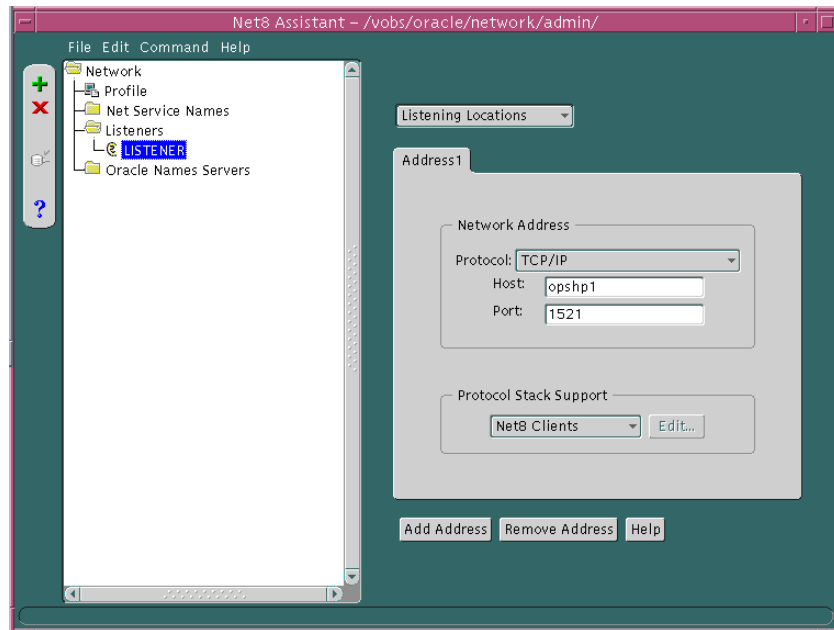 Net8 Assistant – /vobs/oracle/network/admin/
File Edit Command Help
Network
Profile
Net Service Names
Listeners
LISTENER
Oracle Names Servers
?
Listening Locations
Address1
Network Address
Protocol: TCP/IP
Host: opshp1
Port: 1521
Protocol Stack Support
Net8 Clients Edit...
Add Address Remove Address Help